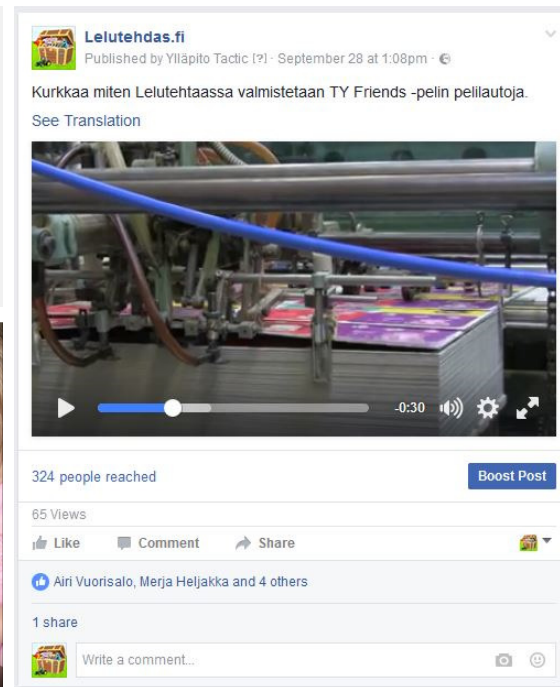 Lelutehdas.fi
Published by Ylläpito Tactic [?] · September 28 at 1:08pm ·
Kurkkaa miten Lelutehtaassa valmistetaan TY Friends -pelin pelilautoja.
See Translation
-0:30
324 people reached
Boost Post
65 Views
Like Comment Share
Airi Vuorisalo, Merja Heljakka and 4 others
1 share
Write a comment...